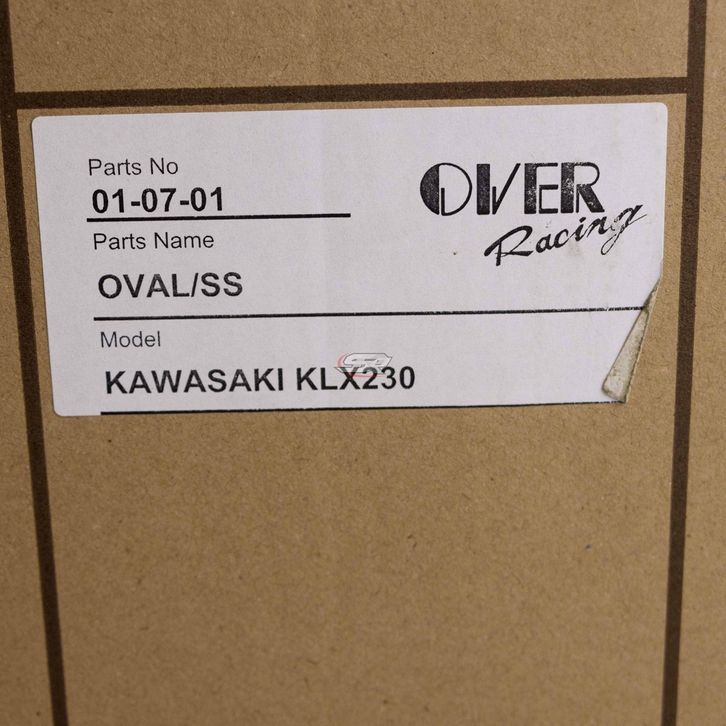 Parts No
01-07-01
Parts Name
OVAL/SS
Model
KAWASAKI KLX230
OVER
Racing